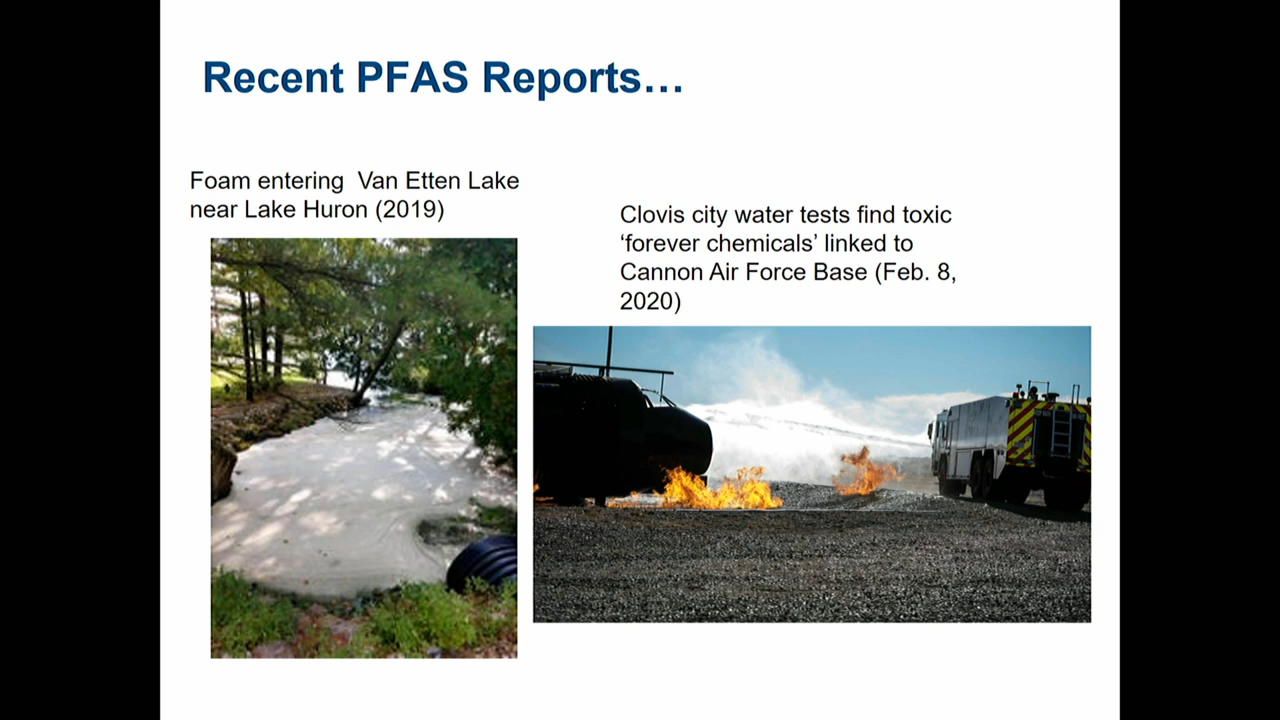 Recent PFAS Reports…
Foam entering  Van Etten Lake
near Lake Huron (2019)
Clovis city water tests find toxic
‘forever chemicals’ linked to
Cannon Air Force Base (Feb. 8,
2020)